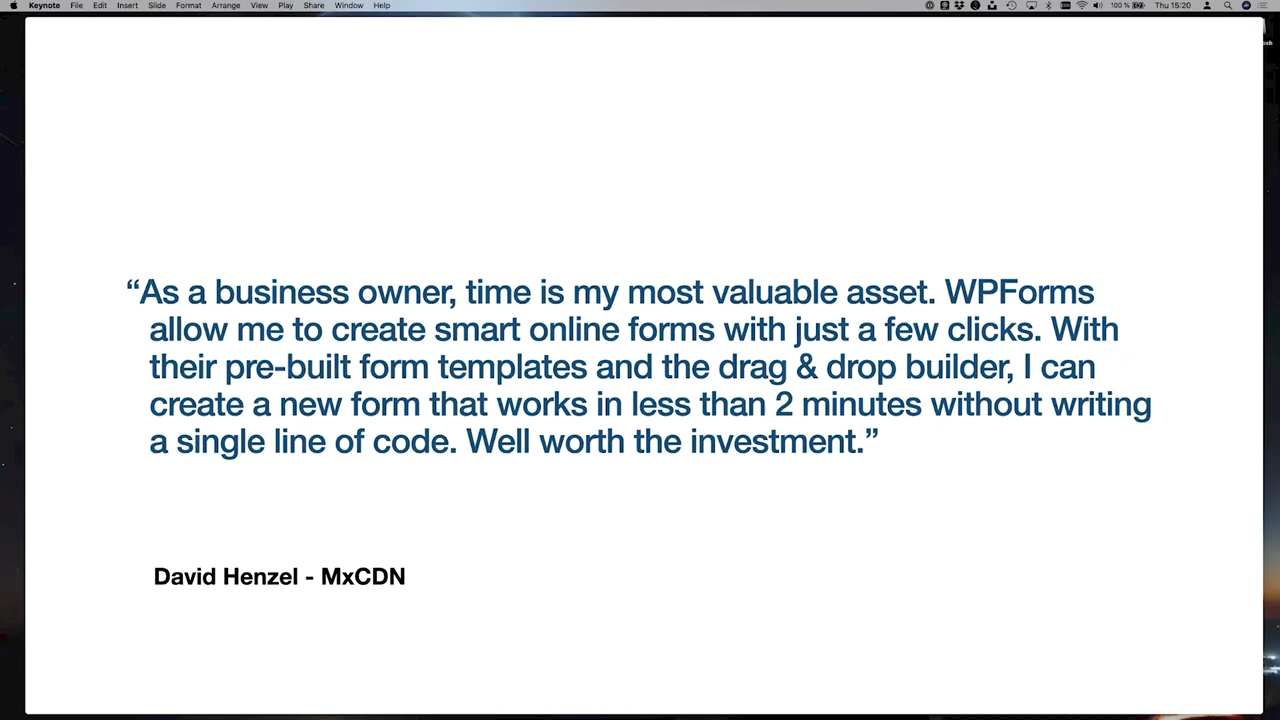 Keynote File Edit Insert Slide Format Arrange View Play Share Window Help 100 % Thu 15:20
“As a business owner, time is my most valuable asset. WPForms
allow me to create smart online forms with just a few clicks. With
their pre-built form templates and the drag & drop builder, I can
create a new form that works in less than 2 minutes without writing
a single line of code. Well worth the investment.”
David Henzel - MxCDN